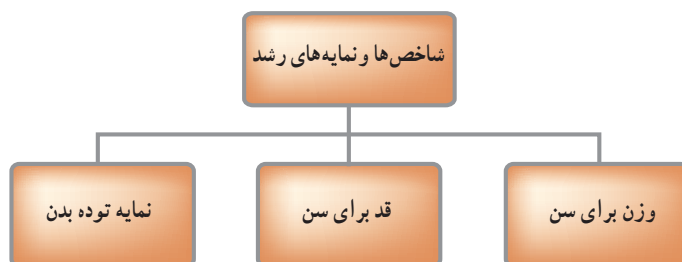 شاخص‌ها و نمایه‌های رشد
وزن برای سن
قد برای سن
نمایه توده بدن